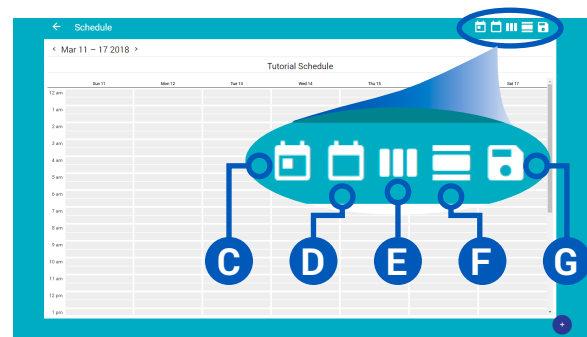 ← Schedule
‹ Mar 11 – 17 2018 ›
Tutorial Schedule
Sun 11 Mon 12 Tue 13 Wed 14 Thu 15 Sat 17
12 am
1 am
2 am
3 am
4 am
5 am
6 am
7 am
8 am
9 am
10 am
11 am
12 pm
1 pm
C D E F G
+